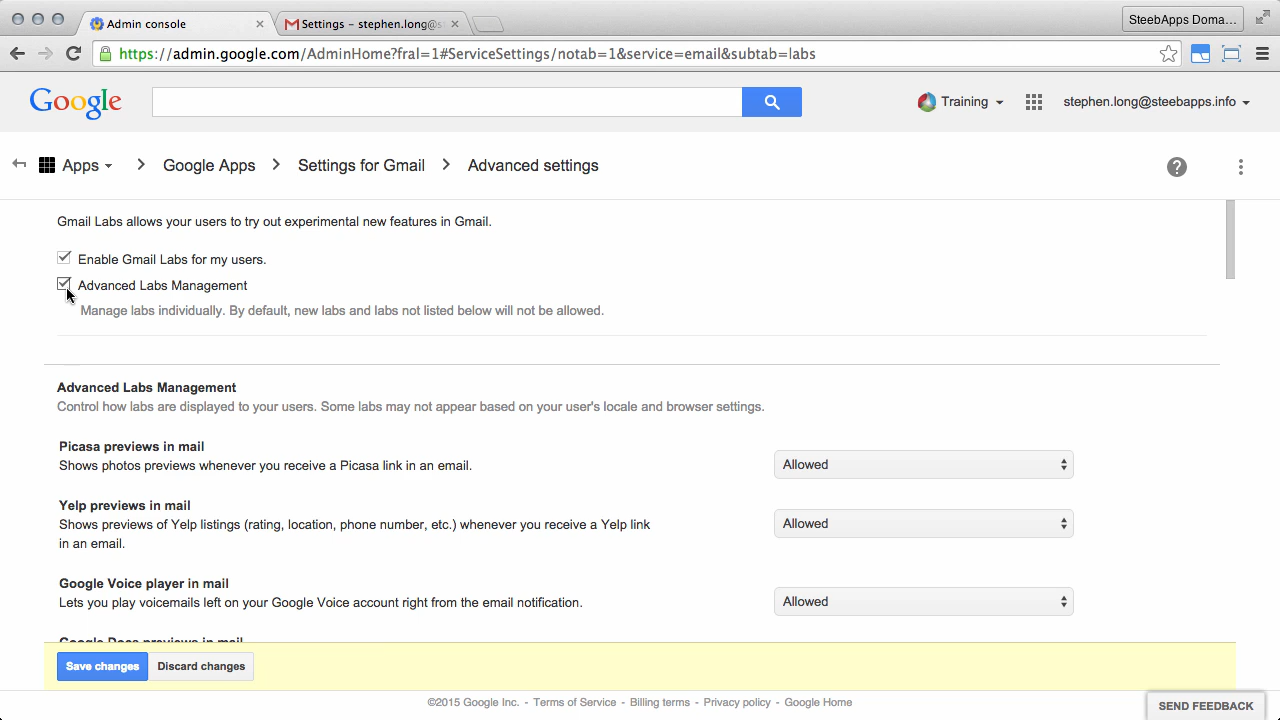 Admin console
Settings – stephen.long@s
SteebApps Doma...
https://admin.google.com/AdminHome?fral=1#ServiceSettings/notab=1&service=email&subtab=labs
Google
Training
stephen.long@steebapps.info
Apps
Google Apps
Settings for Gmail
Advanced settings
Gmail Labs allows your users to try out experimental new features in Gmail.
Enable Gmail Labs for my users.
Advanced Labs Management
Manage labs individually. By default, new labs and labs not listed below will not be allowed.
Advanced Labs Management
Control how labs are displayed to your users. Some labs may not appear based on your user's locale and browser settings.
Picasa previews in mail
Shows photos previews whenever you receive a Picasa link in an email.
Allowed
Yelp previews in mail
Shows previews of Yelp listings (rating, location, phone number, etc.) whenever you receive a Yelp link
in an email.
Allowed
Google Voice player in mail
Lets you play voicemails left on your Google Voice account right from the email notification.
Allowed
Google Docs previews in mail
Save changes
Discard changes
©2015 Google Inc. - Terms of Service - Billing terms - Privacy policy - Google Home
SEND FEEDBACK